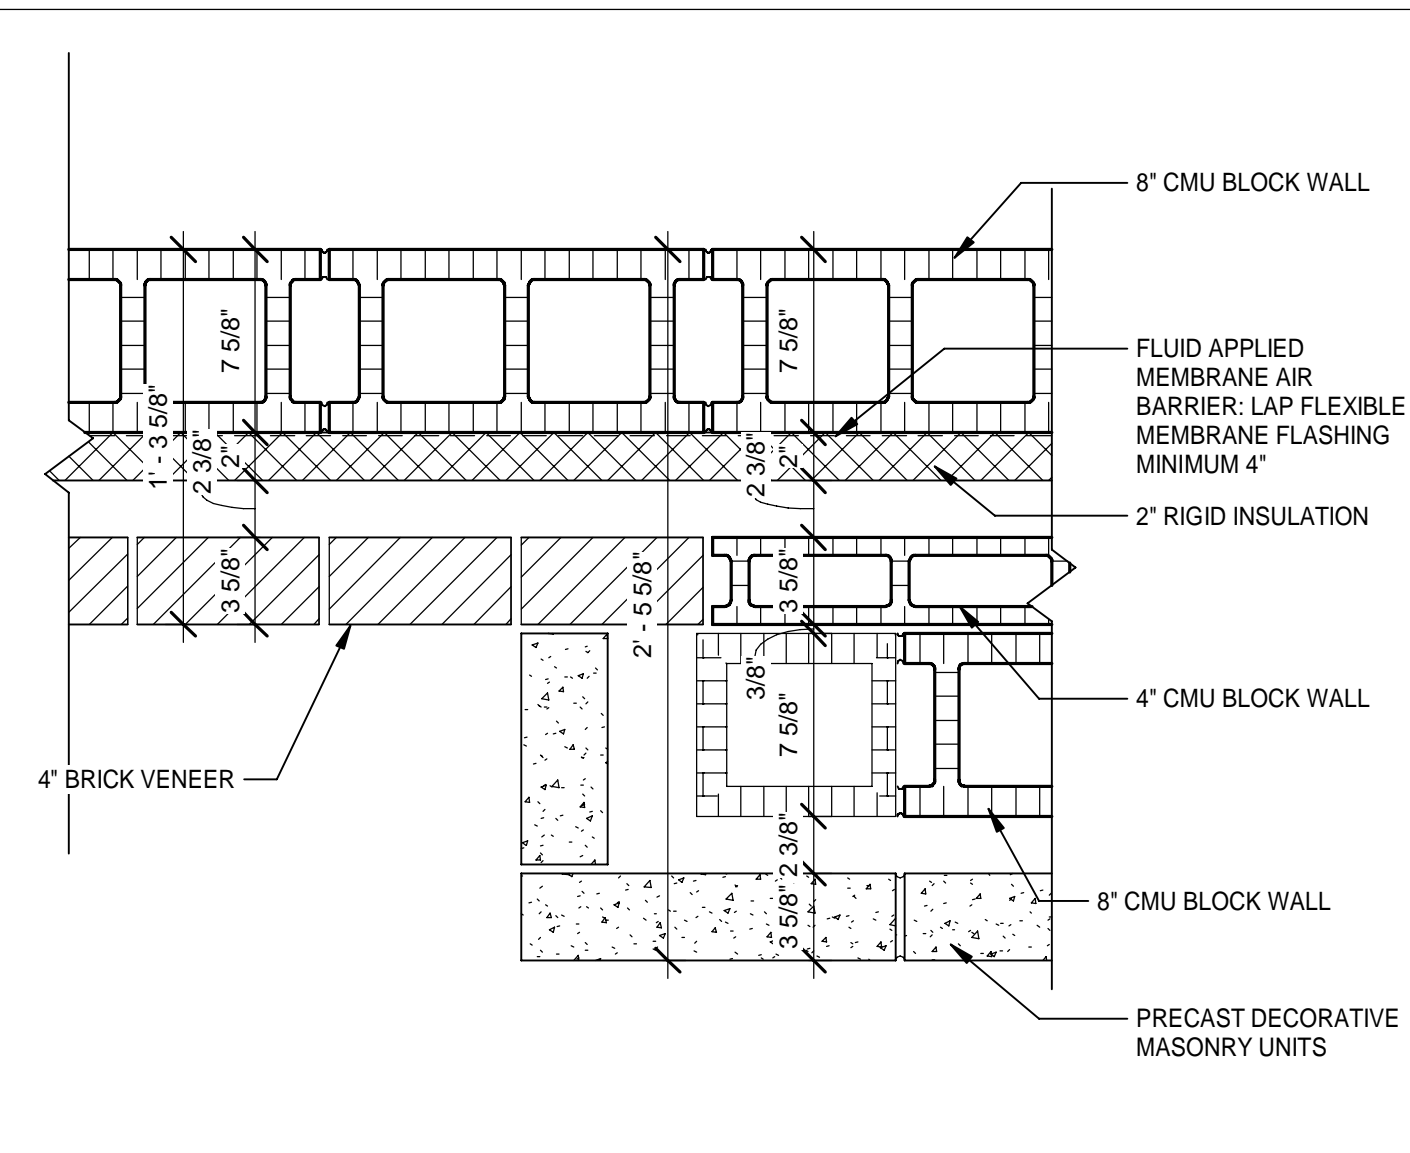 8" CMU BLOCK WALL
FLUID APPLIED
MEMBRANE AIR
BARRIER: LAP FLEXIBLE
MEMBRANE FLASHING
MINIMUM 4"
2" RIGID INSULATION
4" CMU BLOCK WALL
8" CMU BLOCK WALL
PRECAST DECORATIVE
MASONRY UNITS
4" BRICK VENEER
1' - 3 5/8"
7 5/8"
2 3/8"
2"
3 5/8"
2' - 5 5/8"
7 5/8"
2 3/8"
2"
3 5/8"
3/8"
7 5/8"
2 3/8"
3 5/8"